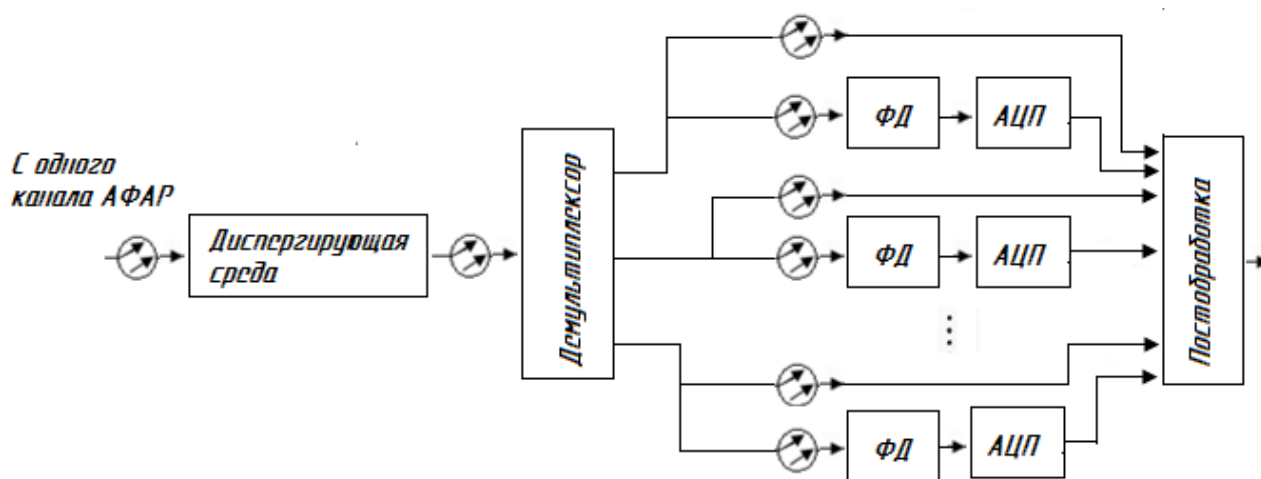 С одного
канала АФАР
Диспергирующая
среда
Демультиплексор
ФД
АЦП
ФД
АЦП
...
ФД
АЦП
Постобработка